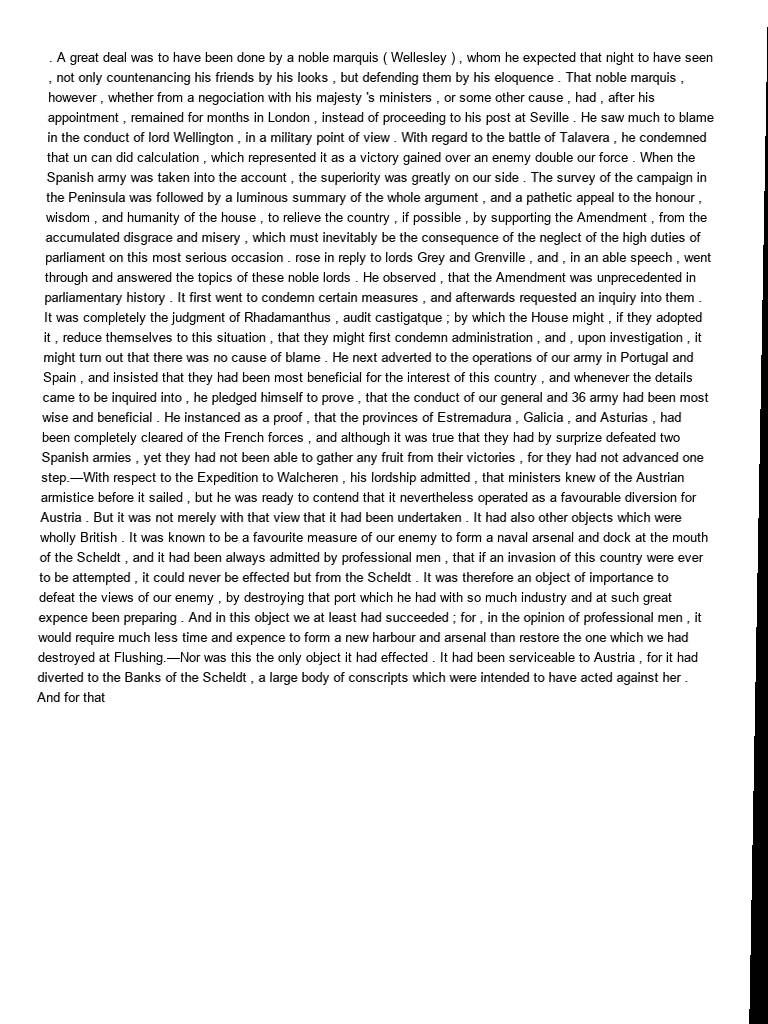 . A great deal was to have been done by a noble marquis ( Wellesley ) , whom he expected that night to have seen
, not only countenancing his friends by his looks , but defending them by his eloquence . That noble marquis ,
however , whether from a negociation with his majesty 's ministers , or some other cause , had , after his
appointment , remained for months in London , instead of proceeding to his post at Seville . He saw much to blame
in the conduct of lord Wellington , in a military point of view . With regard to the battle of Talavera , he condemned
that un can did calculation , which represented it as a victory gained over an enemy double our force . When the
Spanish army was taken into the account , the superiority was greatly on our side . The survey of the campaign in
the Peninsula was followed by a luminous summary of the whole argument , and a pathetic appeal to the honour ,
wisdom , and humanity of the house , to relieve the country , if possible , by supporting the Amendment , from the
accumulated disgrace and misery , which must inevitably be the consequence of the neglect of the high duties of
parliament on this most serious occasion . rose in reply to lords Grey and Grenville , and , in an able speech , went
through and answered the topics of these noble lords . He observed , that the Amendment was unprecedented in
parliamentary history . It first went to condemn certain measures , and afterwards requested an inquiry into them .
It was completely the judgment of Rhadamanthus , audit castigatque ; by which the House might , if they adopted
it , reduce themselves to this situation , that they might first condemn administration , and , upon investigation , it
might turn out that there was no cause of blame . He next adverted to the operations of our army in Portugal and
Spain , and insisted that they had been most beneficial for the interest of this country , and whenever the details
came to be inquired into , he pledged himself to prove , that the conduct of our general and 36 army had been most
wise and beneficial . He instanced as a proof , that the provinces of Estremadura , Galicia , and Asturias , had
been completely cleared of the French forces , and although it was true that they had by surprize defeated two
Spanish armies , yet they had not been able to gather any fruit from their victories , for they had not advanced one
step.—With respect to the Expedition to Walcheren , his lordship admitted , that ministers knew of the Austrian
armistice before it sailed , but he was ready to contend that it nevertheless operated as a favourable diversion for
Austria . But it was not merely with that view that it had been undertaken . It had also other objects which were
wholly British . It was known to be a favourite measure of our enemy to form a naval arsenal and dock at the mouth
of the Scheldt , and it had been always admitted by professional men , that if an invasion of this country were ever
to be attempted , it could never be effected but from the Scheldt . It was therefore an object of importance to
defeat the views of our enemy , by destroying that port which he had with so much industry and at such great
expence been preparing . And in this object we at least had succeeded ; for , in the opinion of professional men , it
would require much less time and expence to form a new harbour and arsenal than restore the one which we had
destroyed at Flushing.—Nor was this the only object it had effected . It had been serviceable to Austria , for it had
diverted to the Banks of the Scheldt , a large body of conscripts which were intended to have acted against her .
And for that